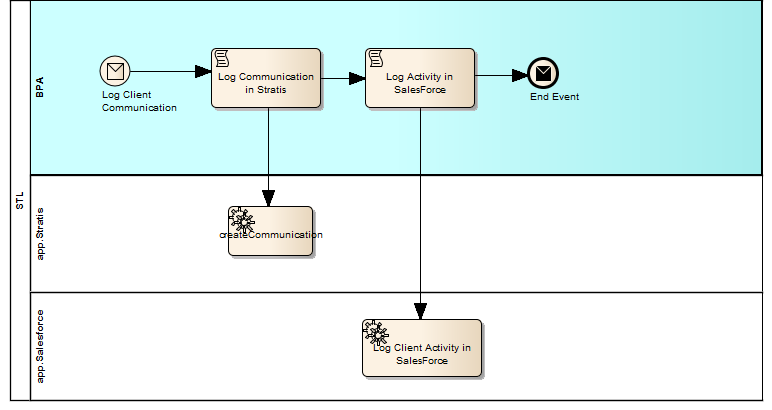 STL
BPA
Log Client
Communication
Log Communication
in Stratis
Log Activity in
SalesForce
End Event
app.Stratis
createCommunication
app.Salesforce
Log Client Activity in
SalesForce